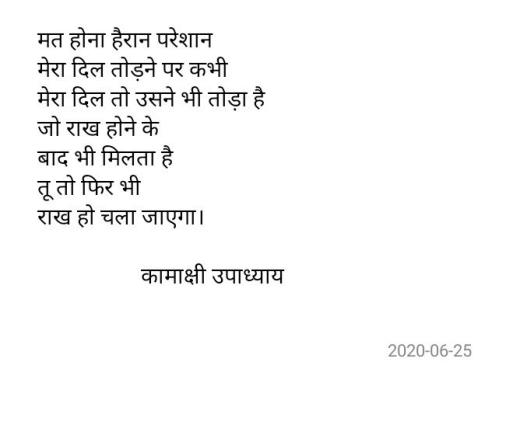 मत होना हैरान परेशान
मेरा दिल तोड़ने पर कभी
मेरा दिल तो उसने भी तोड़ा है
जो राख होने के
बाद भी मिलता है
तू तो फिर भी
राख हो चला जाएगा।
कामाक्षी उपाध्याय
2020-06-25